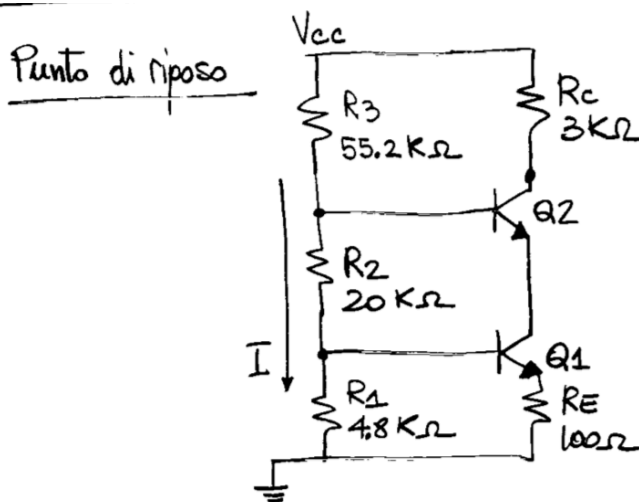 Punto di riposo
Vcc
R3
55.2KΩ
Rc
3KΩ
Q2
R2
20KΩ
I
Q1
R1
4.8KΩ
RE
100Ω